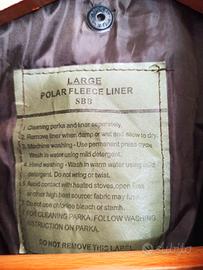 LARGE
POLAR FLEECE LINER
SBB
1. Cleaning parka and liner separately.
2. Remove liner when damp or wet and allow to dry.
3. Machine washing - Use permanent press cycle.
Wash in water using mild detergent.
4. Hand washing - Wash in warm water using mild
detergent. Do not wring or twist.
5. Avoid contact with heated stoves, open fires
or other high heat source: fabric may fuse.
6. Do not use chlorine bleach or starch.
FOR CLEANING PARKA, FOLLOW WASHING
INSTRUCTION ON PARKA.
DO NOT REMOVE THIS LABEL
subito